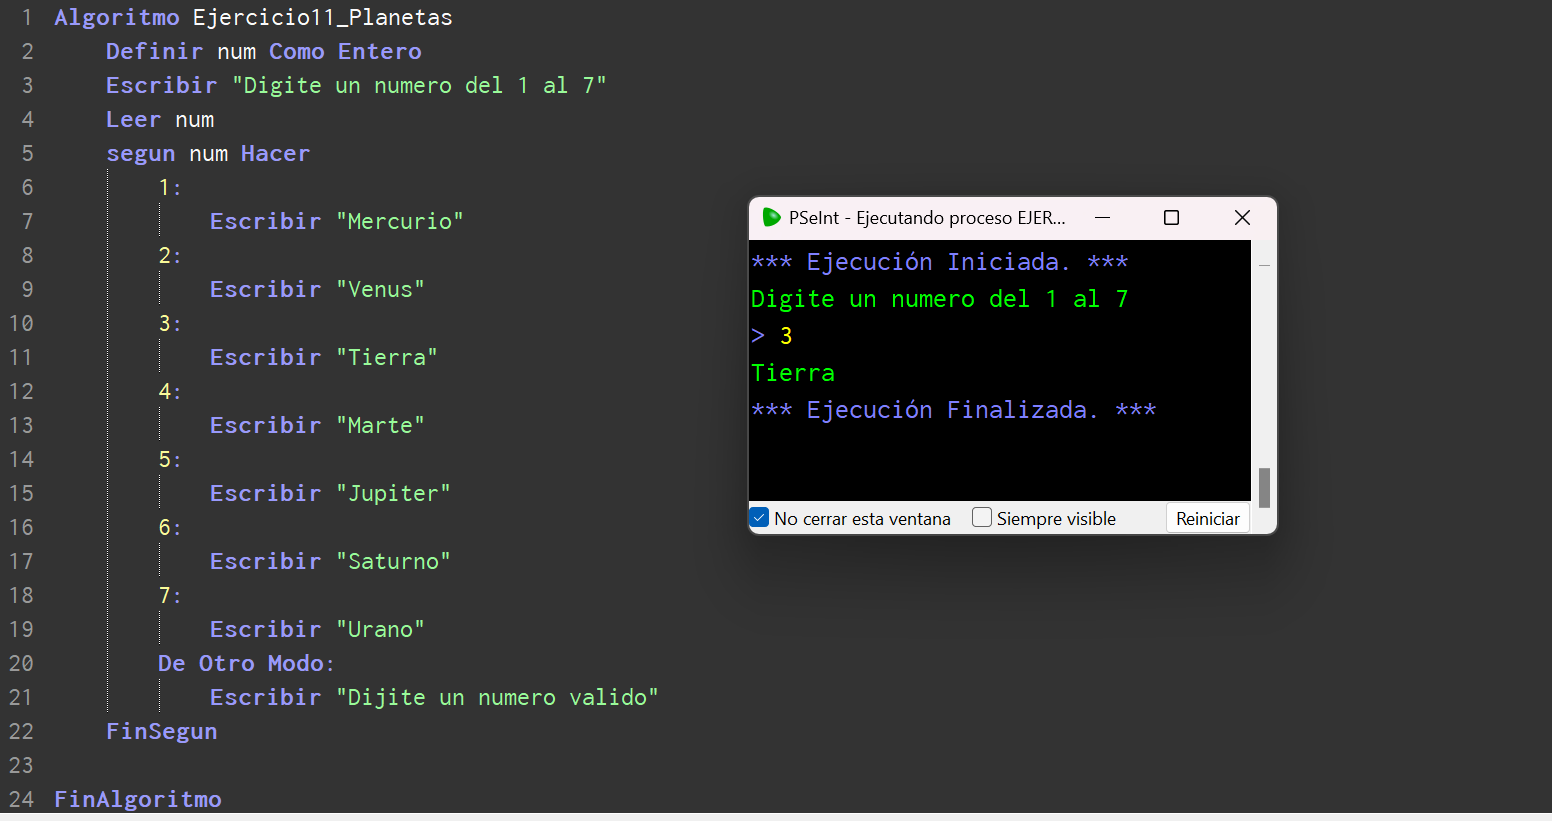 1 Algoritmo Ejercicio11_Planetas
2 Definir num Como Entero
3 Escribir "Digite un numero del 1 al 7"
4 Leer num
5 segun num Hacer
6 1:
7 Escribir "Mercurio"
8 2:
9 Escribir "Venus"
10 3:
11 Escribir "Tierra"
12 4:
13 Escribir "Marte"
14 5:
15 Escribir "Jupiter"
16 6:
17 Escribir "Saturno"
18 7:
19 Escribir "Urano"
20 De Otro Modo:
21 Escribir "Dijite un numero valido"
22 FinSegun
23
24 FinAlgoritmo
PSeInt - Ejecutando proceso EJER...
*** Ejecución Iniciada. ***
Digite un numero del 1 al 7
> 3
Tierra
*** Ejecución Finalizada. ***
No cerrar esta ventana Siempre visible Reiniciar